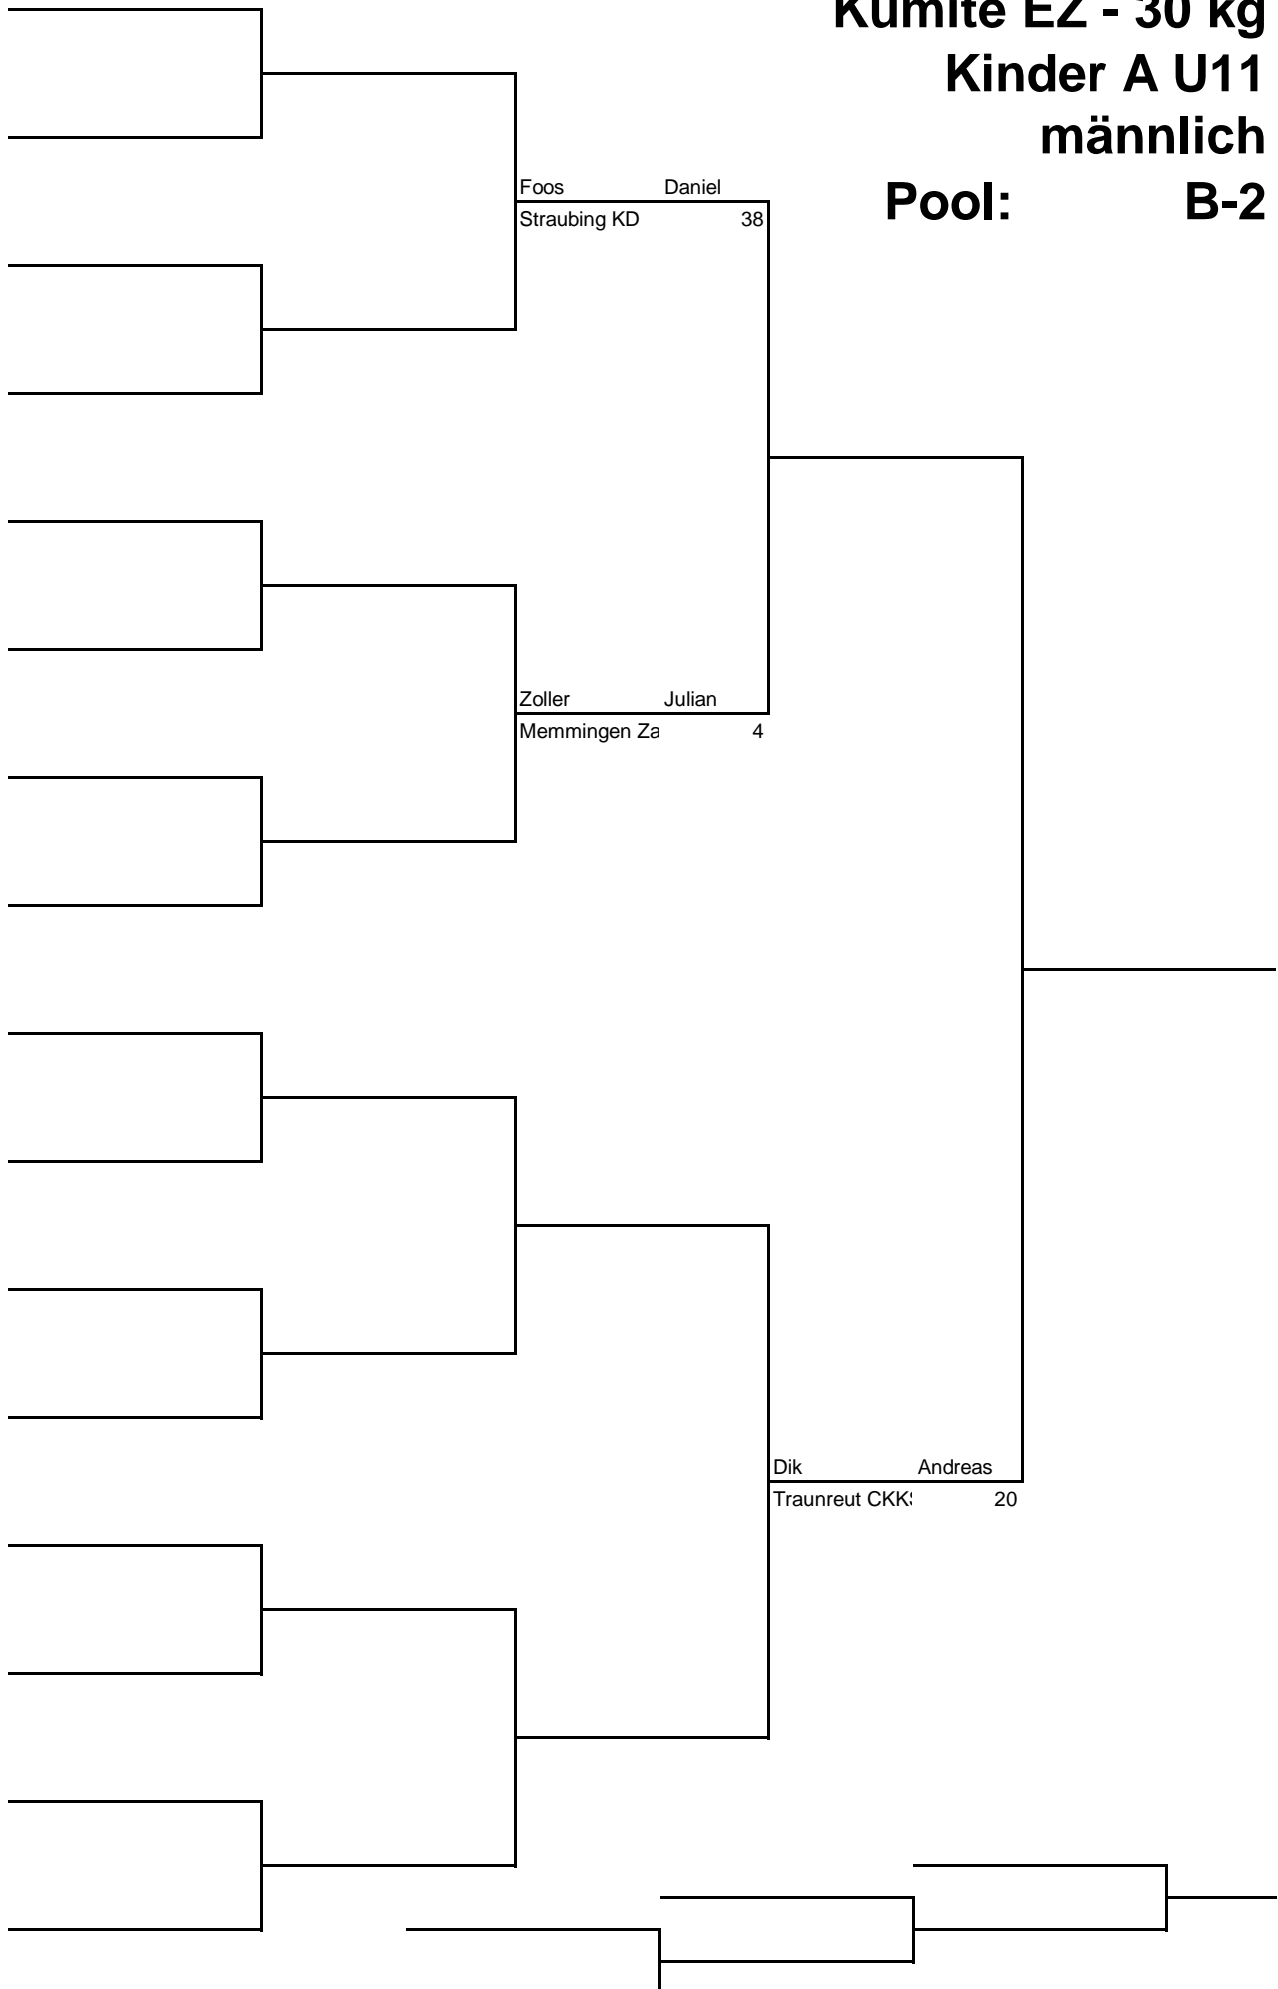 Kumite EZ - 30 kg
Kinder A U11
männlich
Pool: B-2
Foos Daniel
Straubing KD 38
Zoller Julian
Memmingen Za 4
Dik Andreas
Traunreut CKKS 20